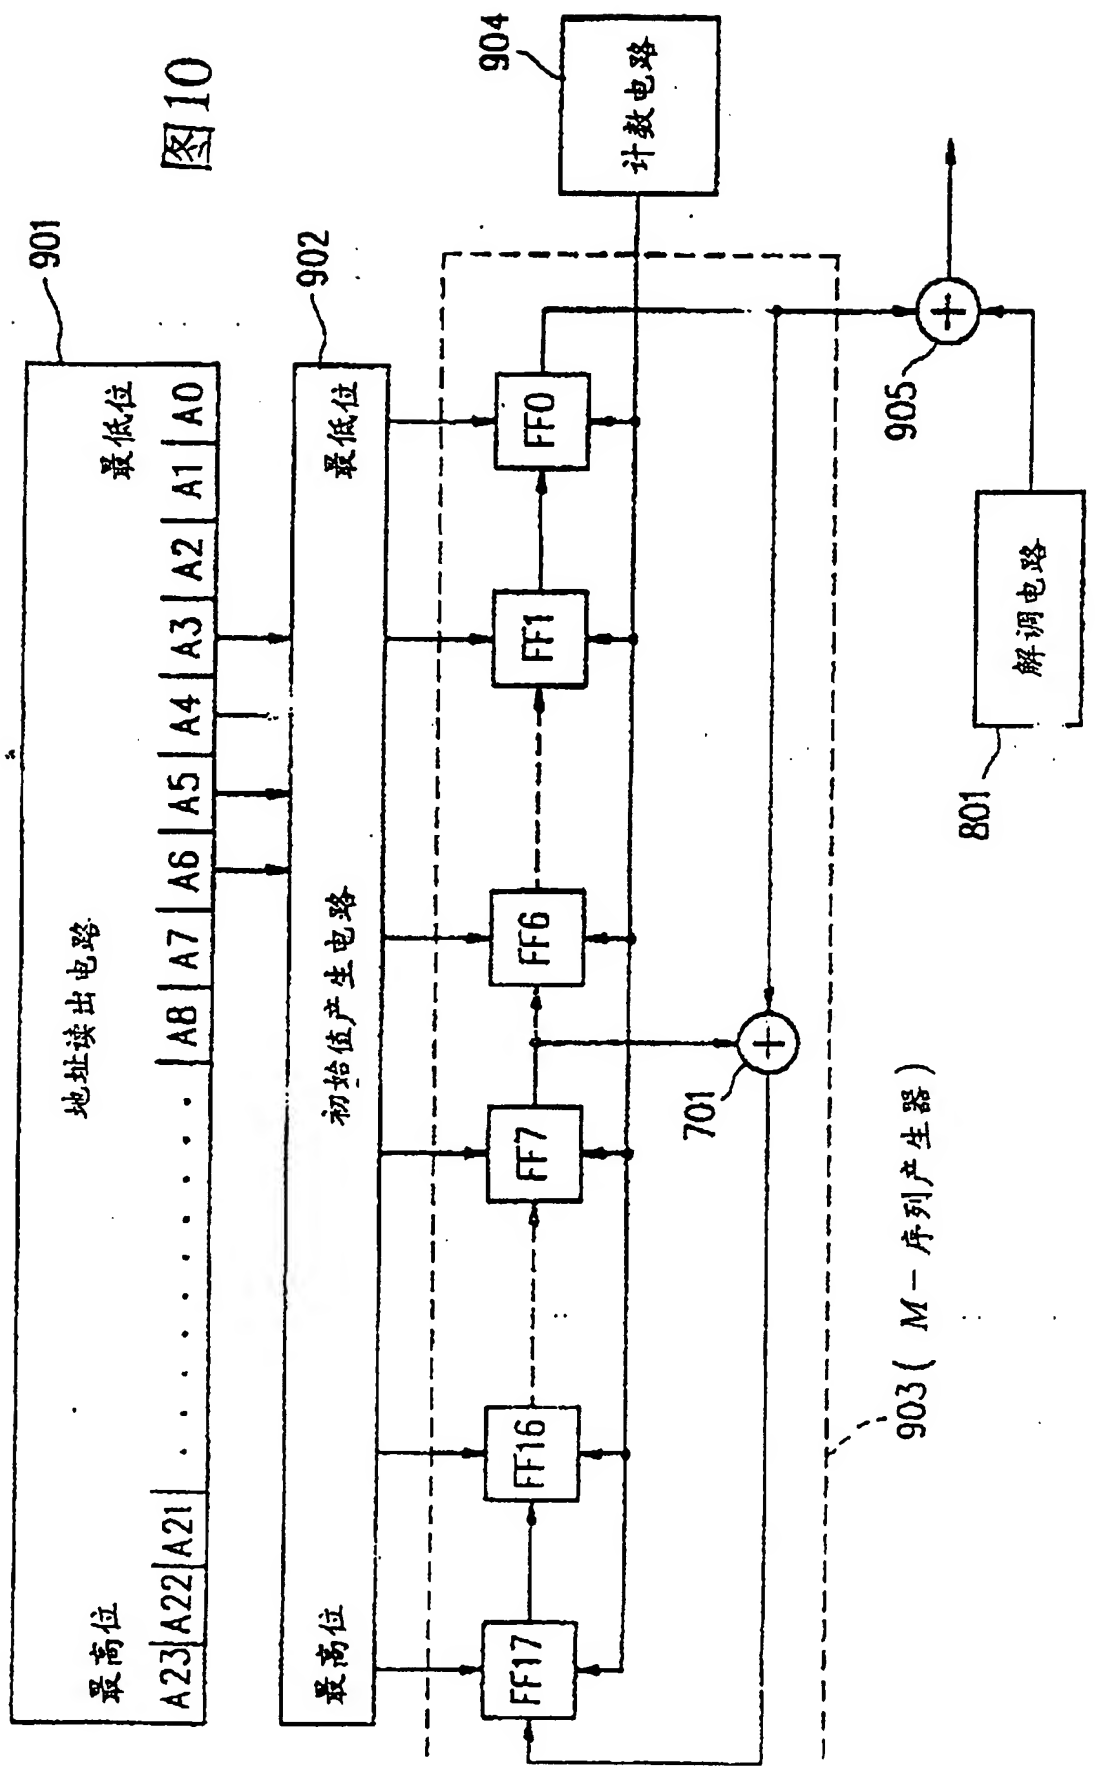 图10
901
地址读出电路
最高位
最低位
A23 A22 A21 · · · · · · · · · A8 A7 A6 A5 A4 A3 A2 A1 A0
902
最高位
初始值产生电路
最低位
904
计数电路
FF17
FF16
FF7
FF6
FF1
FF0
701
905
903 ( M - 序列产生器 )
801
解调电路